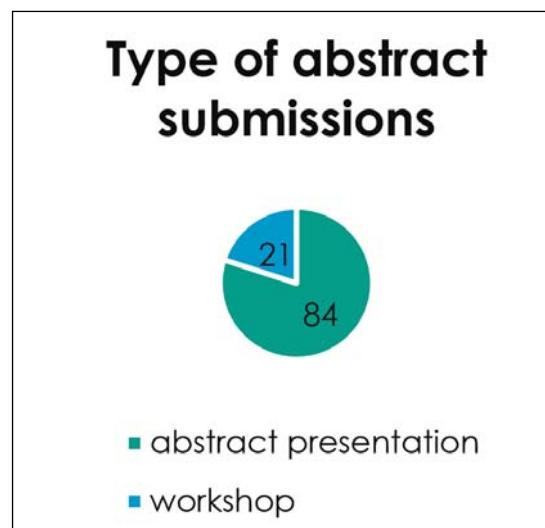 Type of abstract
submissions
21
84
abstract presentation
workshop